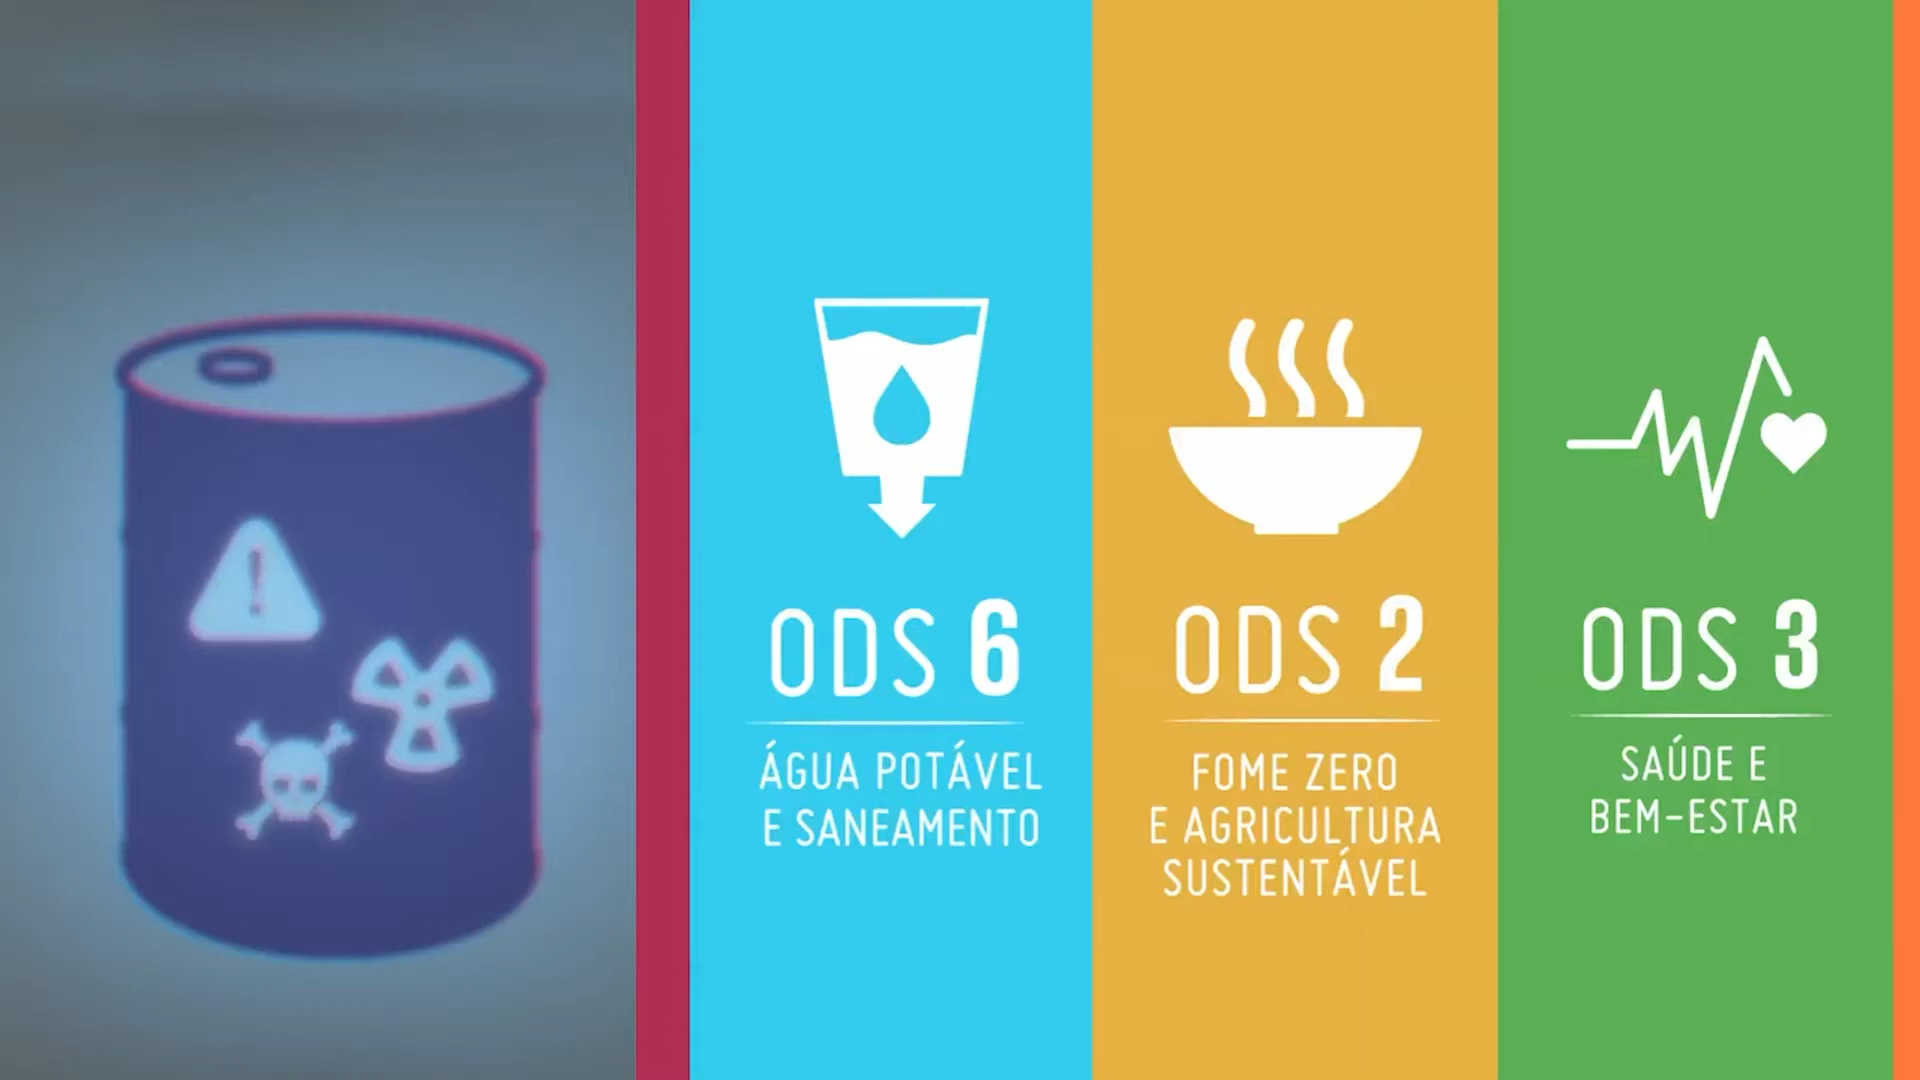 ODS 6
ÁGUA POTÁVEL
E SANEAMENTO
ODS 2
FOME ZERO
E AGRICULTURA
SUSTENTÁVEL
ODS 3
SAÚDE E
BEM-ESTAR